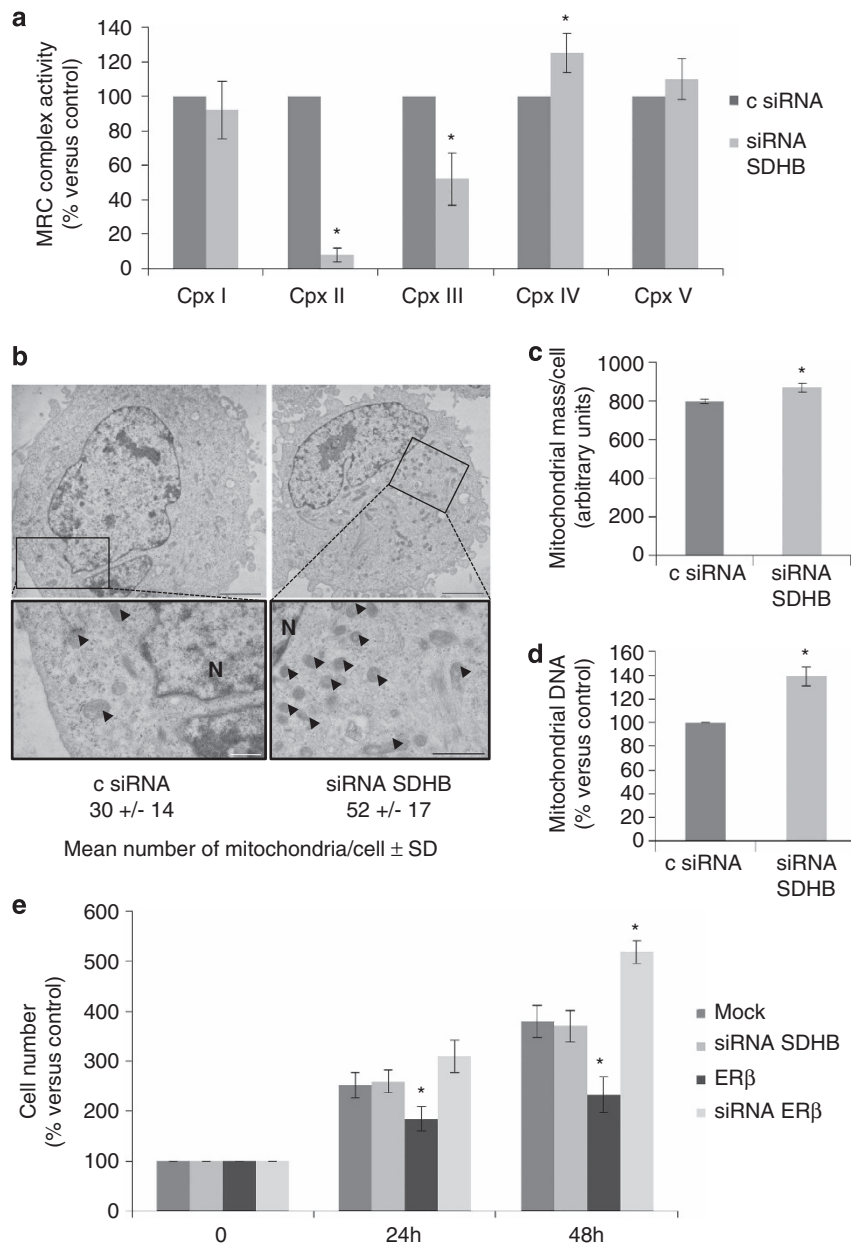 a
MRC complex activity
(% versus control)
140
120
100
80
60
40
20
0
*
*
*
Cpx I
Cpx II
Cpx III
Cpx IV
Cpx V
c siRNA
siRNA
SDHB
b
N
N
c siRNA
30 +/- 14
siRNA SDHB
52 +/- 17
Mean number of mitochondria/cell ± SD
c
Mitochondrial mass/cell
(arbitrary units)
1000
800
600
400
200
0
*
c siRNA
siRNA
SDHB
d
Mitochondrial DNA
(% versus control)
160
140
120
100
80
60
40
20
0
*
c siRNA
siRNA
SDHB
e
Cell number
(% versus control)
600
500
400
300
200
100
0
*
*
*
0
24h
48h
Mock
siRNA SDHB
ERβ
siRNA ERβ